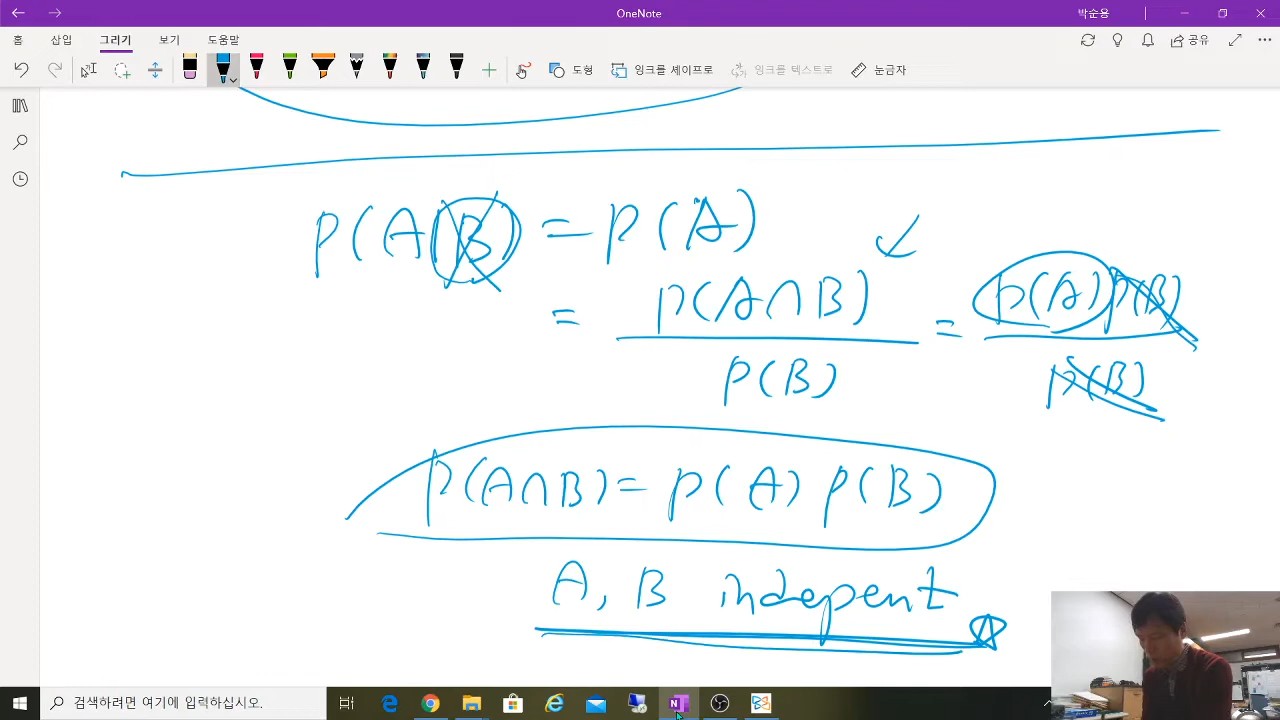 OneNote
박순용
홈 삽입 그리기 보기 도움말
공유
도형 잉크를 셰이프로 잉크를 텍스트로 눈금자
p(A|B) = p(A)
= p(A∩B) / p(B) = p(A)p(B) / p(B)
p(A∩B) = p(A) p(B)
A, B indepent
검색하려면 여기에 입력하십시오.